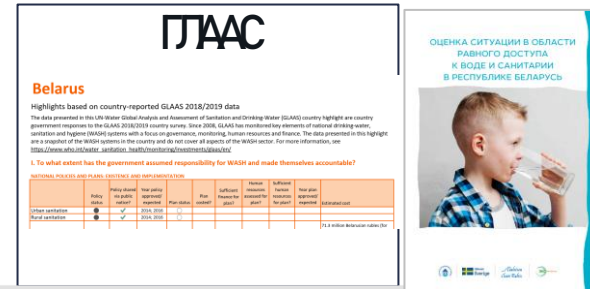 ГЛААС
Belarus
Highlights based on country-reported GLAAS 2018/2019 data
The data presented in this UN-Water Global Analysis and Assessment of Sanitation and Drinking-Water (GLAAS) country highlight are country
government responses to the GLAAS 2018/2019 country survey. Since 2008, GLAAS has monitored key elements of national drinking-water,
sanitation and hygiene (WASH) systems with a focus on governance, monitoring, human resources and finance. The data presented in this highlight
are a snapshot of the WASH systems in the country and do not cover all aspects of the WASH sector. For more information, see
https://www.who.int/water_sanitation_health/monitoring/investments/glaas/en/
I. To what extent has the government assumed responsibility for WASH and made themselves accountable?
NATIONAL POLICIES AND PLANS: EXISTENCE AND IMPLEMENTATION
Policy status
Policy shared via public notice?
Year policy approved/ expected
Plan status
Plan costed?
Sufficient finance for plan?
Human resources assessed for plan?
Sufficient human resources for plan?
Year plan approved/ expected
Estimated cost
Urban sanitation ● ✓ 2014, 2016 ○
Rural sanitation ● ✓ 2014, 2016 ○
71.4 million Belarusian rubles (for
ОЦЕНКА СИТУАЦИИ В ОБЛАСТИ
РАВНОГО ДОСТУПА
К ВОДЕ И САНИТАРИИ
В РЕСПУБЛИКЕ БЕЛАРУСЬ
Sverige